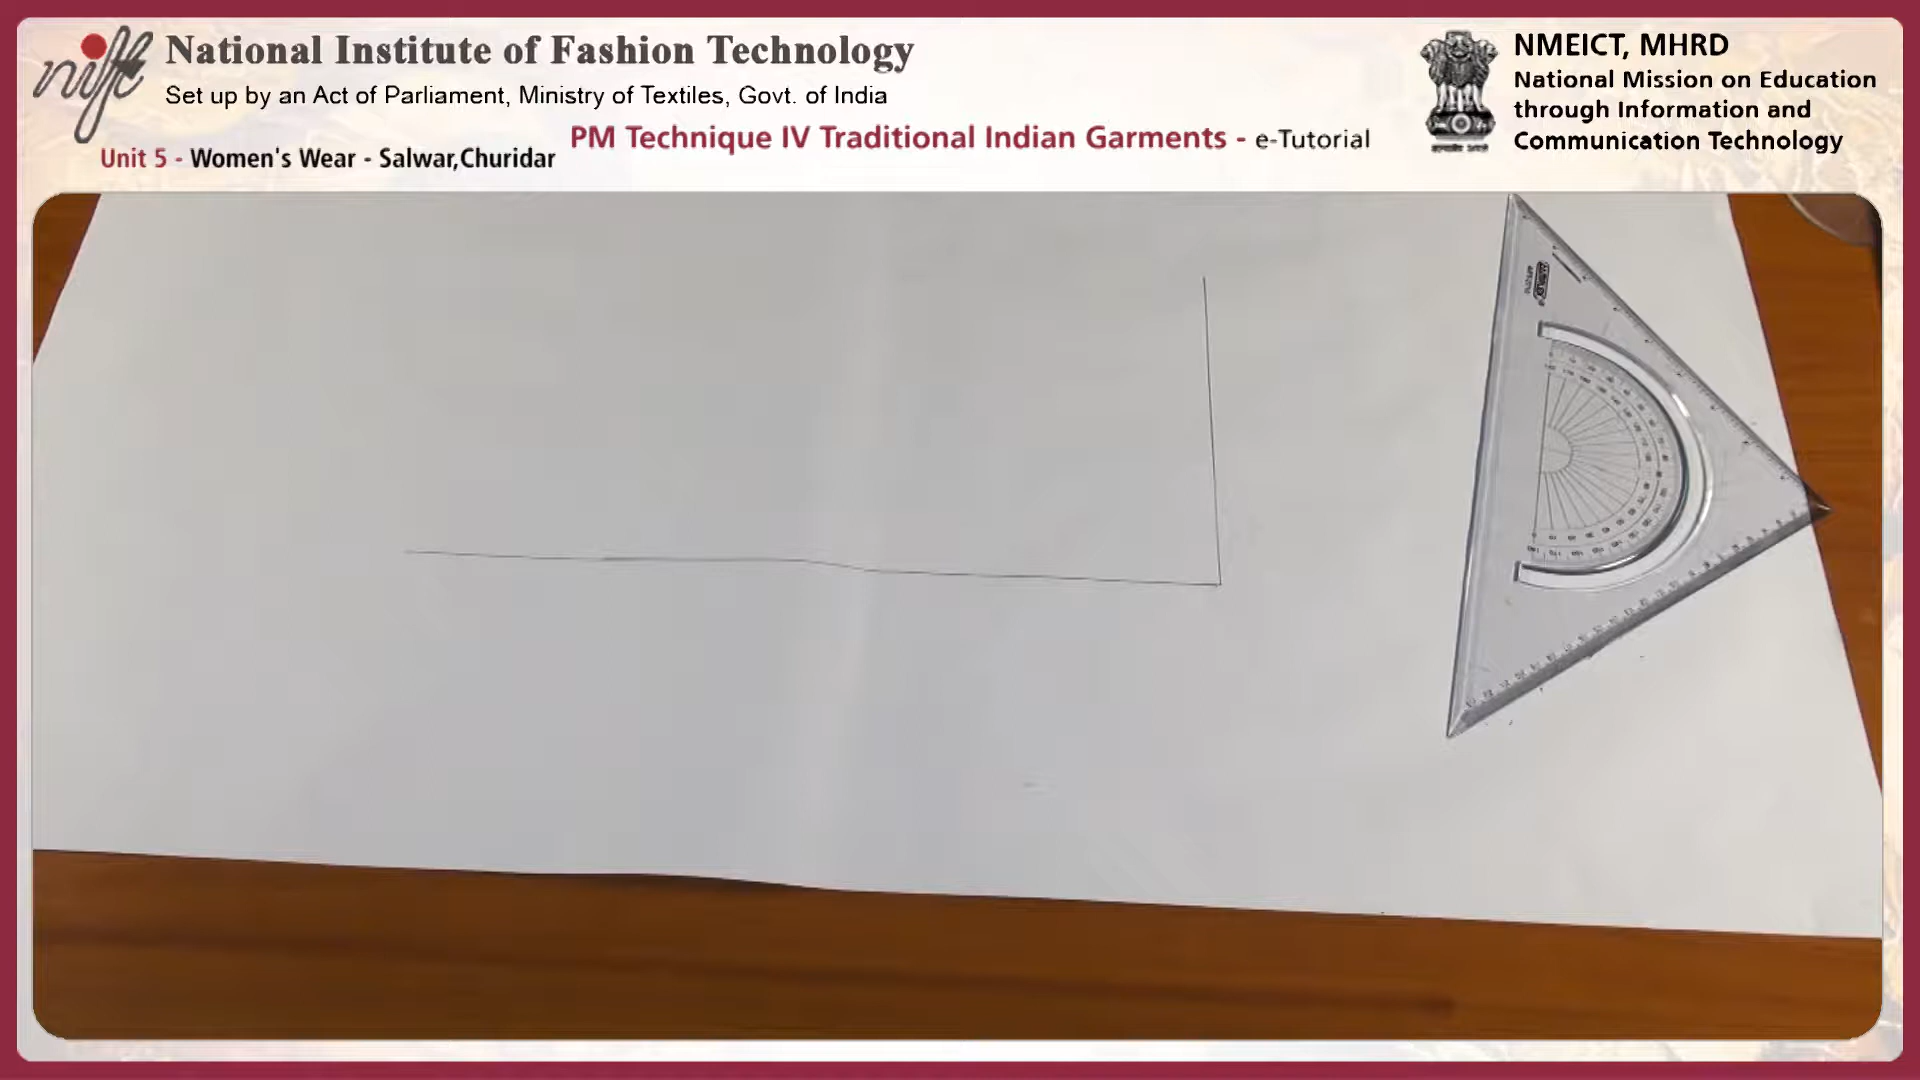 nift
National Institute of Fashion Technology
Set up by an Act of Parliament, Ministry of Textiles, Govt. of India
PM Technique IV Traditional Indian Garments - e-Tutorial
Unit 5 - Women's Wear - Salwar,Churidar
NMEICT, MHRD
National Mission on Education
through Information and
Communication Technology